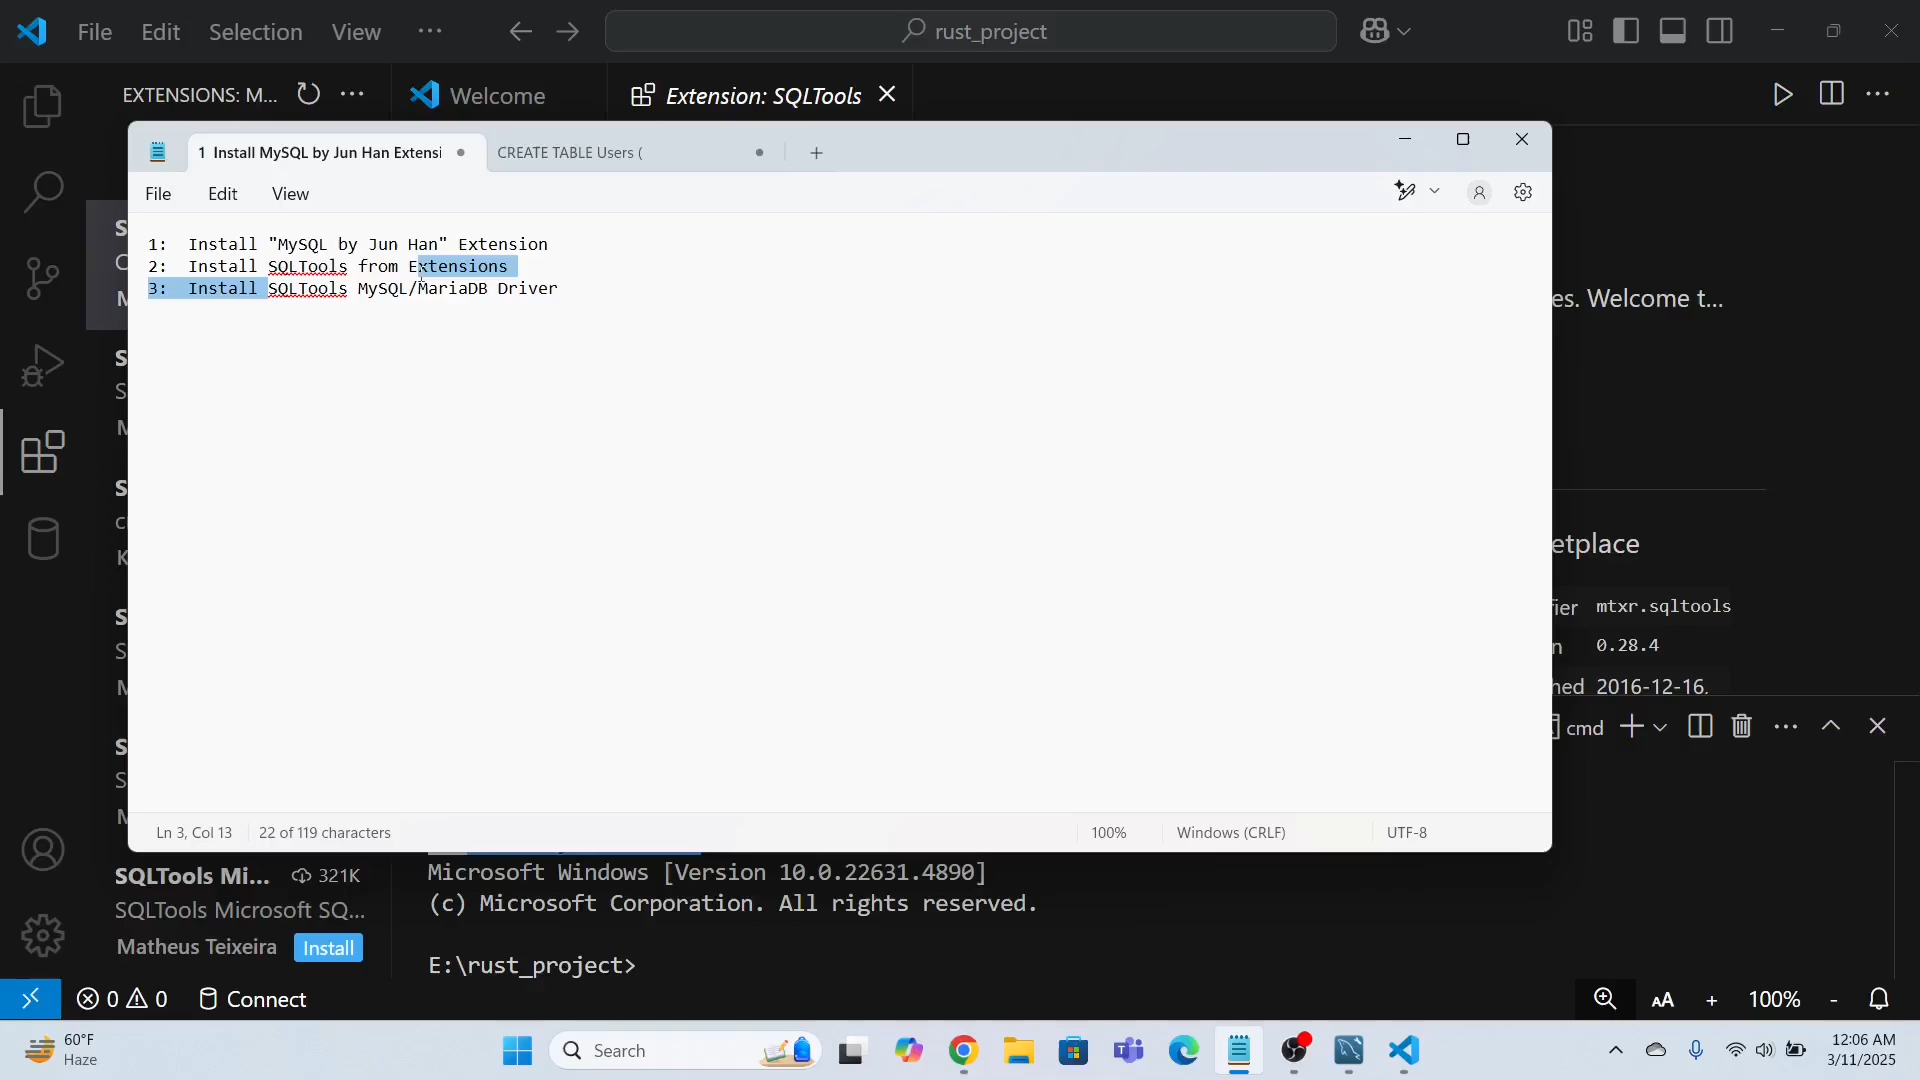 File Edit Selection View ··· rust_project
EXTENSIONS: M... ··· Welcome Extension: SQLTools
1 Install MySQL by Jun Han Extensi CREATE TABLE Users (
File Edit View
1: Install "MySQL by Jun Han" Extension
2: Install SQLTools from Extensions
3: Install SQLTools MySQL/MariaDB Driver
es. Welcome t...
etplace
fier mtxr.sqltools
n 0.28.4
hed 2016-12-16,
cmd
Ln 3, Col 13 22 of 119 characters 100% Windows (CRLF) UTF-8
SQLTools Mi... 321K
SQLTools Microsoft SQ...
Matheus Teixeira Install
Microsoft Windows [Version 10.0.22631.4890]
(c) Microsoft Corporation. All rights reserved.
E:\rust_project>
0 0 Connect AA + 100% -
60°F
Haze
Search
12:06 AM
3/11/2025